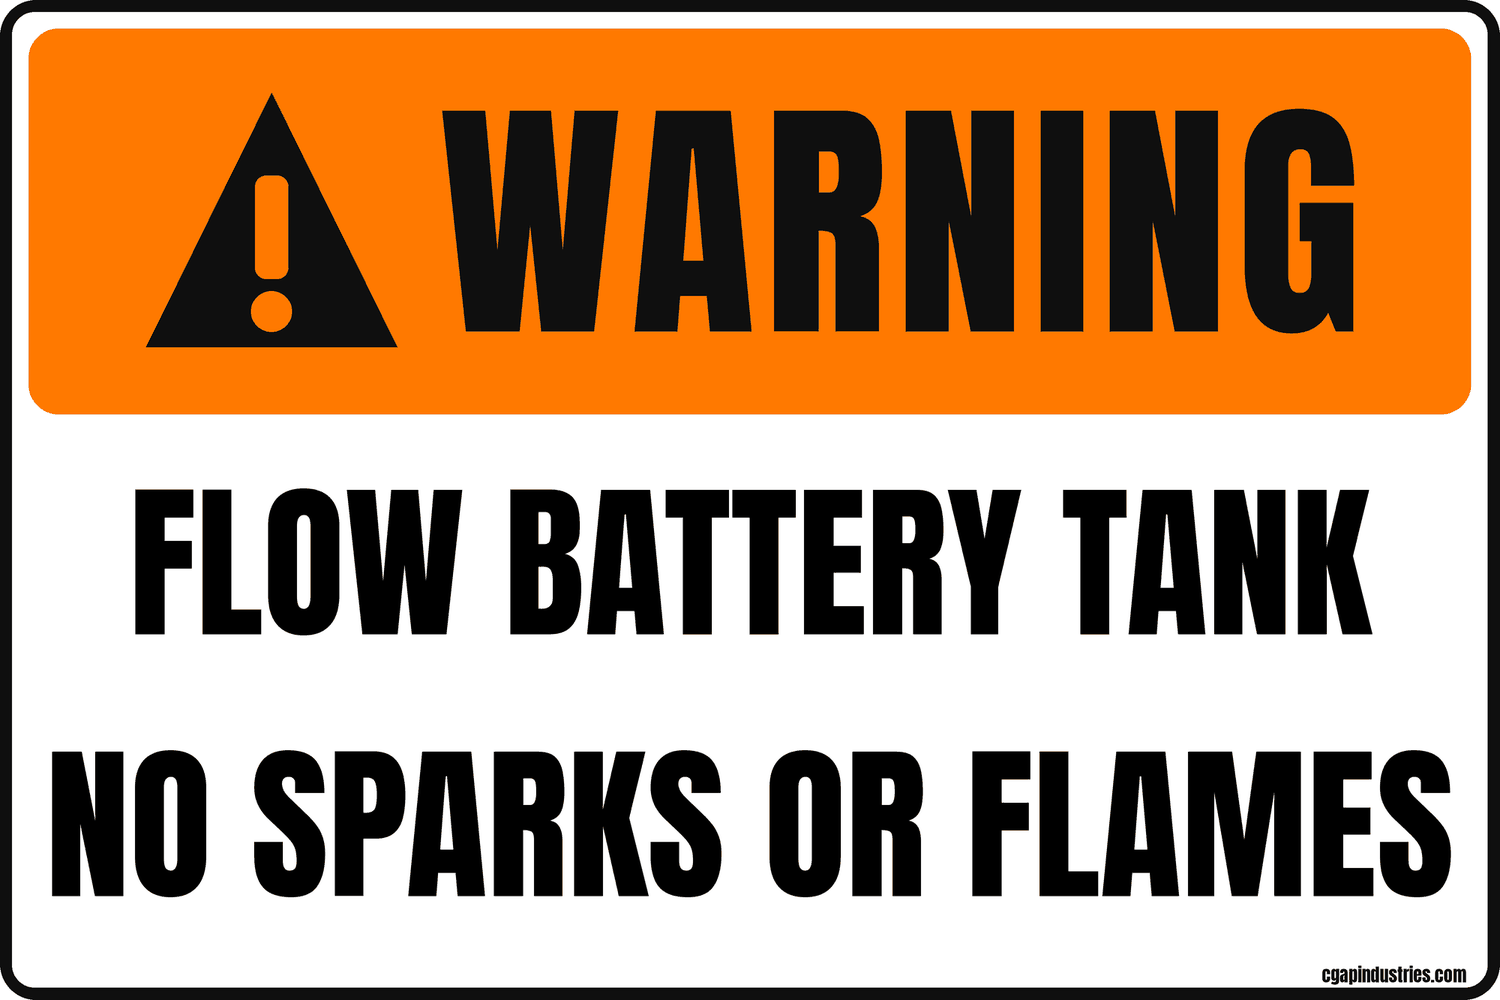 WARNING
FLOW BATTERY TANK
NO SPARKS OR FLAMES
cgapindustries.com